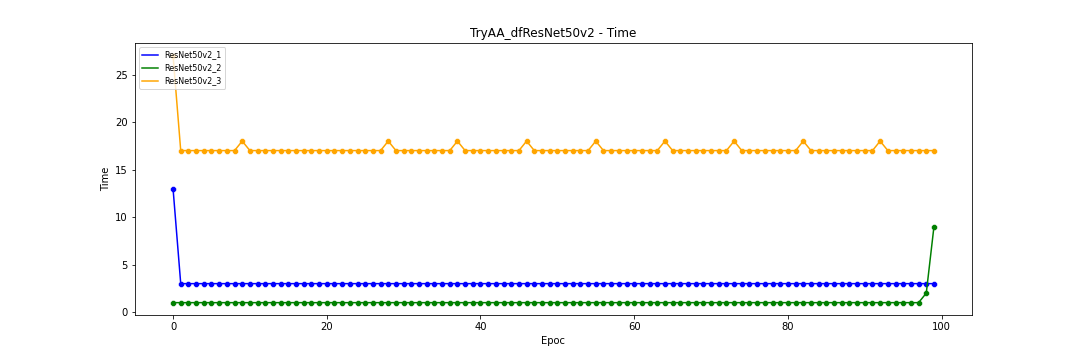 TryAA_dfResNet50v2 - Time
ResNet50v2_1
ResNet50v2_2
ResNet50v2_3
Time
25
20
15
10
5
0
0 20 40 60 80 100
Epoc